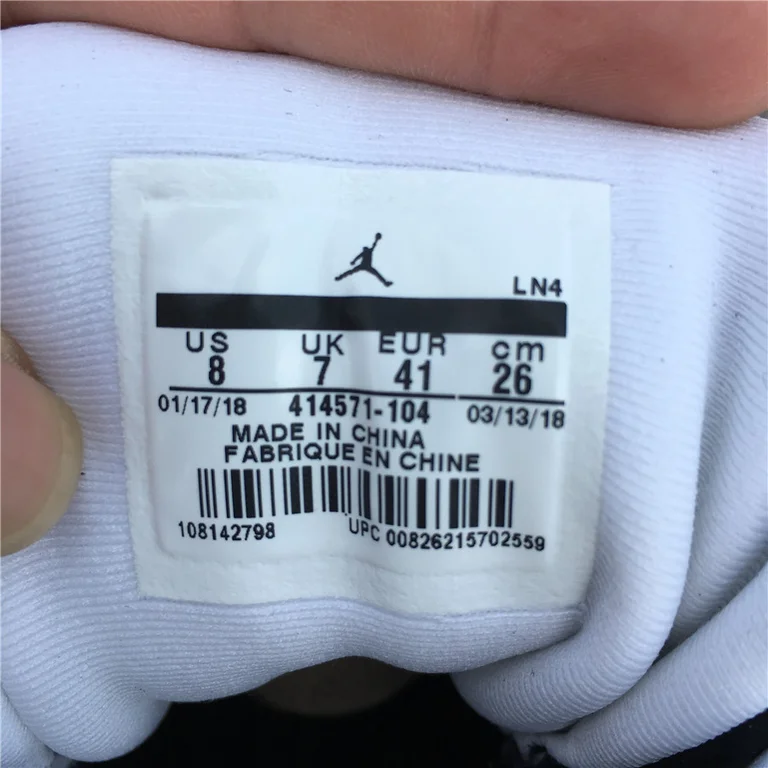 LN4
US UK EUR cm
8 7 41 26
01/17/18 414571-104 03/13/18
MADE IN CHINA
FABRIQUE EN CHINE
108142798 UPC 00826215702559